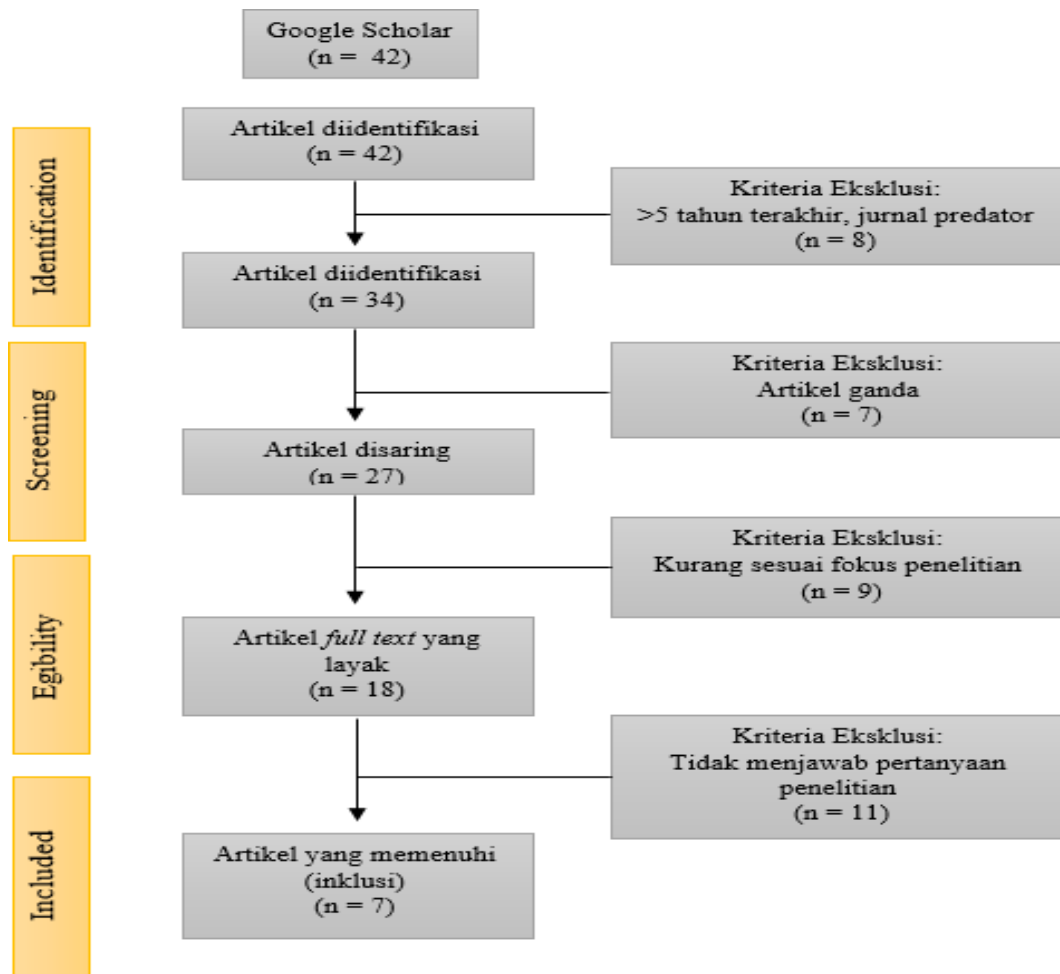 Google Scholar
(n = 42)
Identification
Artikel diidentifikasi
(n = 42)
Kriteria Eksklusi:
>5 tahun terakhir, jurnal predator
(n = 8)
Artikel diidentifikasi
(n = 34)
Screening
Kriteria Eksklusi:
Artikel ganda
(n = 7)
Artikel disaring
(n = 27)
Egibility
Kriteria Eksklusi:
Kurang sesuai fokus penelitian
(n = 9)
Artikel full text yang
layak
(n = 18)
Included
Kriteria Eksklusi:
Tidak menjawab pertanyaan
penelitian
(n = 11)
Artikel yang memenuhi
(inklusi)
(n = 7)